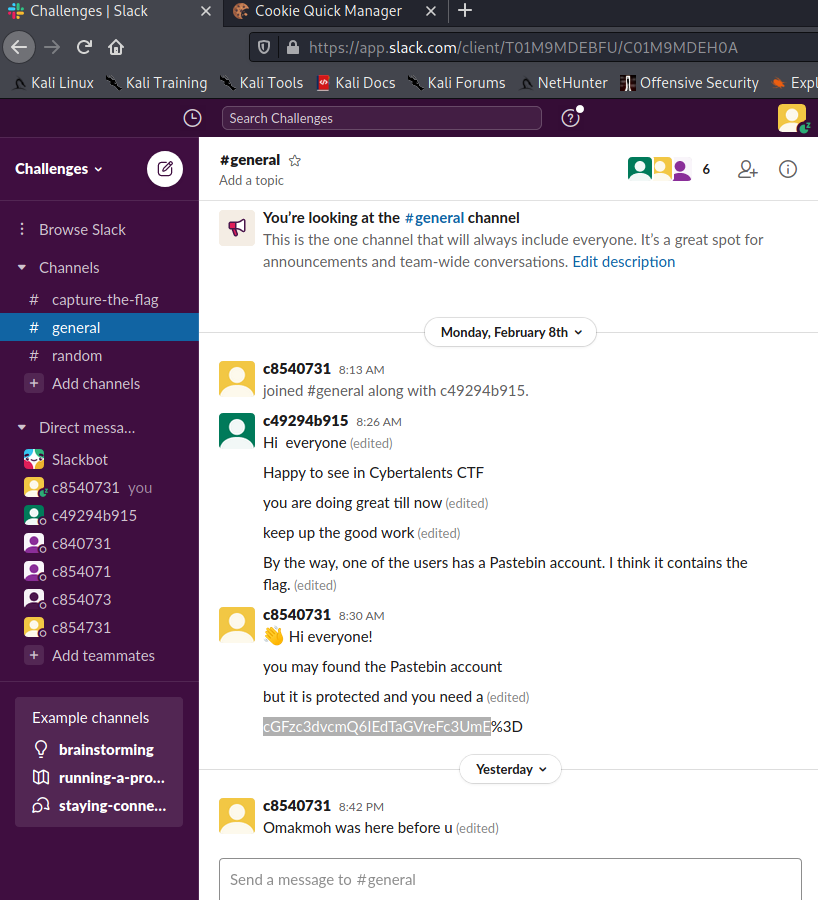 Challenges | Slack
Cookie Quick Manager
https://app.slack.com/client/T01M9MDEBFU/C01M9MDEH0A
Kali Linux Kali Training Kali Tools Kali Docs Kali Forums NetHunter Offensive Security Expl
Search Challenges
Challenges
Browse Slack
Channels
# capture-the-flag
# general
# random
+ Add channels
Direct messa...
Slackbot
c8540731 you
c49294b915
c840731
c854071
c854073
c854731
+ Add teammates
Example channels
brainstorming
running-a-pro...
staying-conne...
#general
Add a topic
6
You're looking at the #general channel
This is the one channel that will always include everyone. It's a great spot for
announcements and team-wide conversations. Edit description
Monday, February 8th
c8540731 8:13 AM
joined #general along with c49294b915.
c49294b915 8:26 AM
Hi everyone (edited)
Happy to see in Cybertalents CTF
you are doing great till now (edited)
keep up the good work (edited)
By the way, one of the users has a Pastebin account. I think it contains the
flag. (edited)
c8540731 8:30 AM
👋 Hi everyone!
you may found the Pastebin account
but it is protected and you need a (edited)
cGFzc3dvcmQ6IEdTaGVreFc3UmE%3D
Yesterday
c8540731 8:42 PM
Omakmoh was here before u (edited)
Send a message to #general